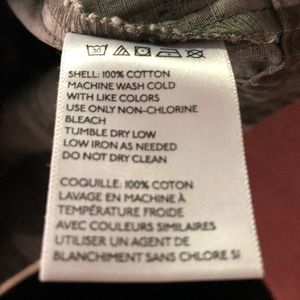 SHELL: 100% COTTON
MACHINE WASH COLD
WITH LIKE COLORS
USE ONLY NON-CHLORINE
BLEACH
TUMBLE DRY LOW
LOW IRON AS NEEDED
DO NOT DRY CLEAN
COQUILLE: 100% COTON
LAVAGE EN MACHINE À
TEMPÉRATURE FROIDE
AVEC COULEURS SIMILAIRES
UTILISER UN AGENT DE
BLANCHIMENT SANS CHLORE SI